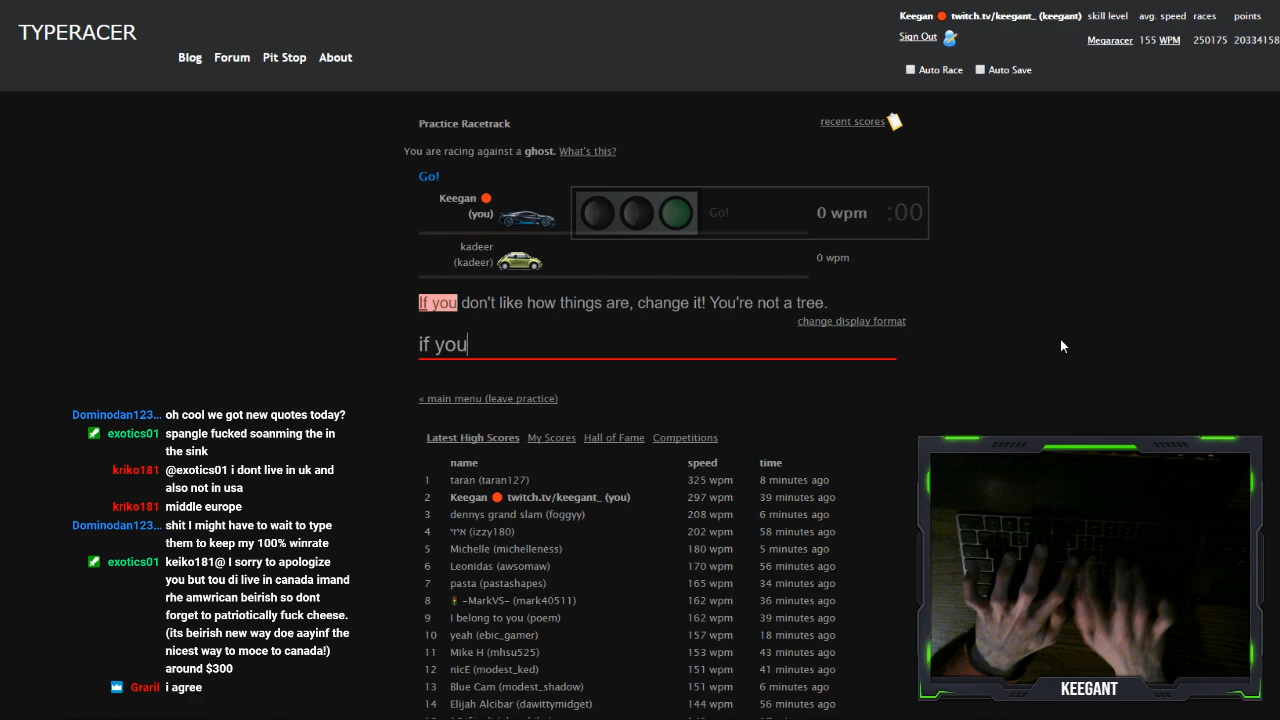 TYPERACER
Keegan twitch.tv/keegant_ (keegant) skill level avg. speed races points
Sign Out Megaracer 155 WPM 250175 20334158
Blog Forum Pit Stop About
Auto Race Auto Save
Practice Racetrack recent scores
You are racing against a ghost. What's this?
Go!
Keegan
(you) Go! 0 wpm :00
kadeer
(kadeer) 0 wpm
If you don't like how things are, change it! You're not a tree.
change display format
if you
« main menu (leave practice)
Latest High Scores My Scores Hall of Fame Competitions
name speed time
1 taran (taran127) 325 wpm 8 minutes ago
2 Keegan twitch.tv/keegant_ (you) 297 wpm 39 minutes ago
3 dennys grand slam (foggyy) 208 wpm 6 minutes ago
4 (izzy180) 202 wpm 58 minutes ago
5 Michelle (michelleness) 180 wpm 5 minutes ago
6 Leonidas (awsomaw) 170 wpm 56 minutes ago
7 pasta (pastashapes) 165 wpm 34 minutes ago
8 -MarkVS- (mark40511) 162 wpm 36 minutes ago
9 I belong to you (poem) 162 wpm 39 minutes ago
10 yeah (ebic_gamer) 157 wpm 18 minutes ago
11 Mike H (mhsu525) 153 wpm 43 minutes ago
12 nicE (modest_ked) 151 wpm 41 minutes ago
13 Blue Cam (modest_shadow) 151 wpm 6 minutes ago
14 Elijah Alcibar (dawittymidget) 144 wpm 56 minutes ago
Dominodan123... oh cool we got new quotes today?
exotics01 spangle fucked soanming the in
the sink
kriko181 @exotics01 i dont live in uk and
also not in usa
kriko181 middle europe
Dominodan123... shit I might have to wait to type
them to keep my 100% winrate
exotics01 keiko181@ I sorry to apologize
you but tou di live in canada imand
rhe amwrican beirish so dont
forget to patriotically fuck cheese.
(its beirish new way doe aayinf the
nicest way to moce to canada!)
around $300
Graril i agree
KEEGANT